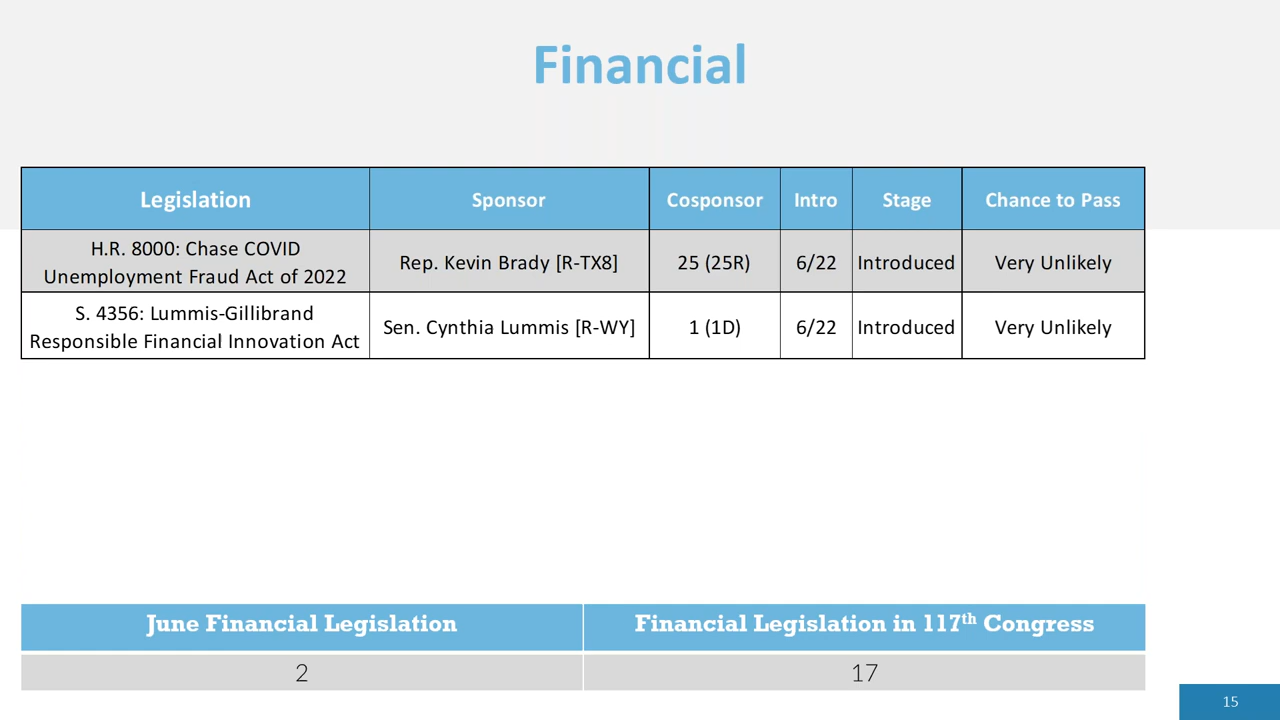 Financial
Legislation Sponsor Cosponsor Intro Stage Chance to Pass
H.R. 8000: Chase COVID
Unemployment Fraud Act of 2022
Rep. Kevin Brady [R-TX8] 25 (25R) 6/22 Introduced Very Unlikely
S. 4356: Lummis-Gillibrand
Responsible Financial Innovation Act
Sen. Cynthia Lummis [R-WY] 1 (1D) 6/22 Introduced Very Unlikely
June Financial Legislation Financial Legislation in 117th Congress
2 17
15